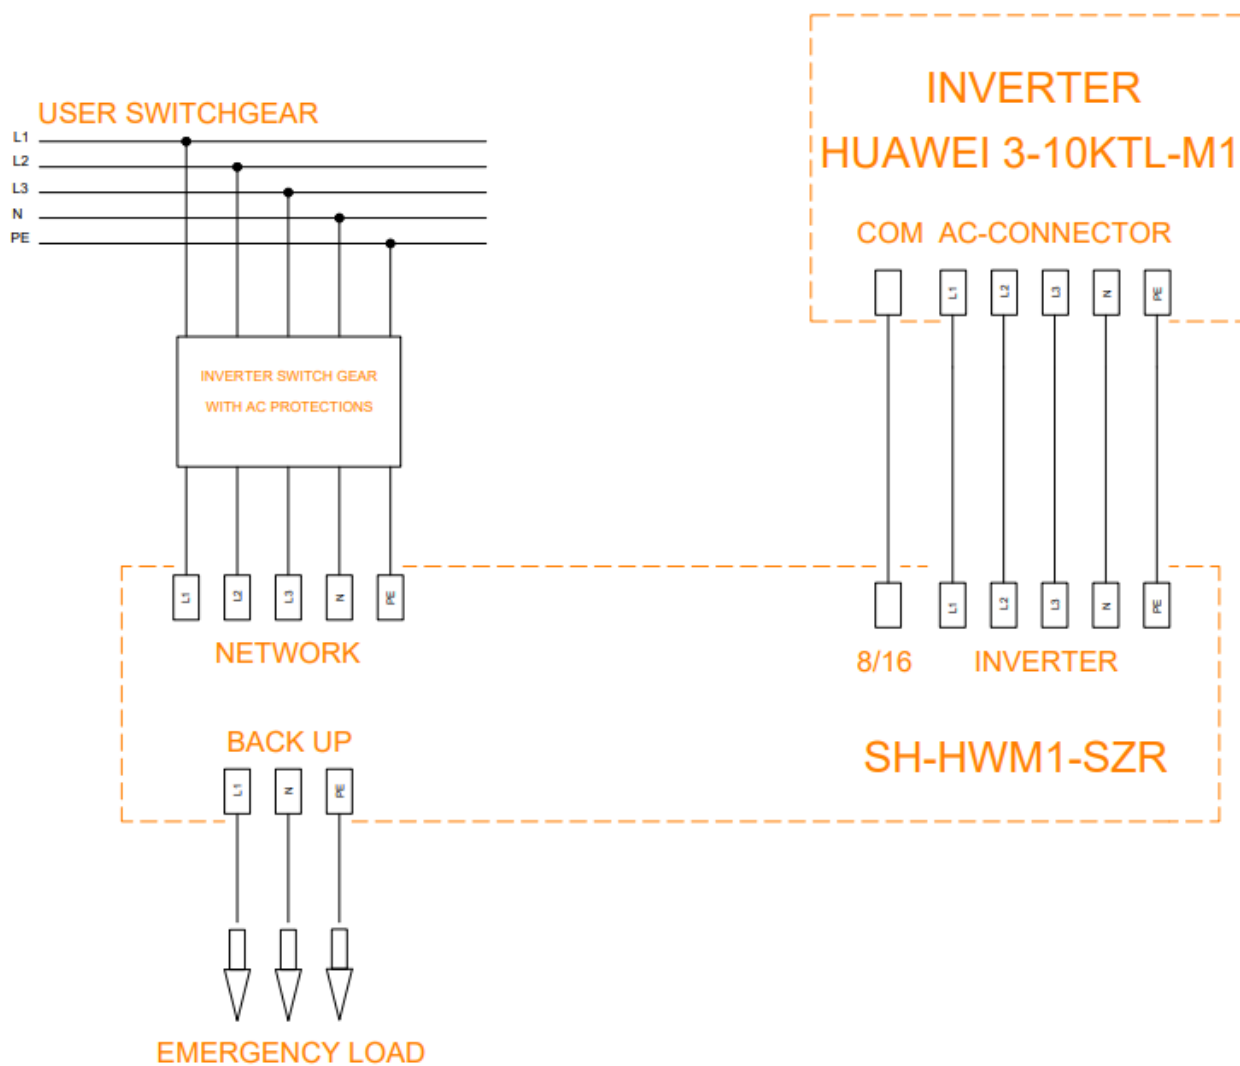 USER SWITCHGEAR
L1
L2
L3
N
PE
INVERTER
HUAWEI 3-10KTL-M1
COM AC-CONNECTOR
L1 L2 L3 N PE
INVERTER SWITCH GEAR
WITH AC PROTECTIONS
L1 L2 L3 N PE
NETWORK
L1 L2 L3 N PE
8/16 INVERTER
BACK UP
L1 N PE
SH-HWM1-SZR
EMERGENCY LOAD